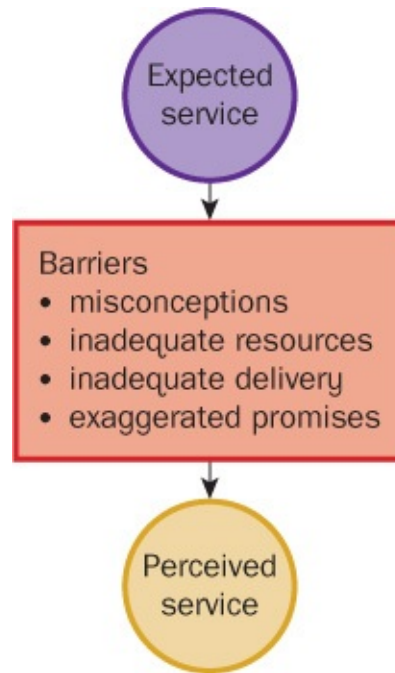 Expected
service
Barriers
• misconceptions
• inadequate resources
• inadequate delivery
• exaggerated promises
Perceived
service